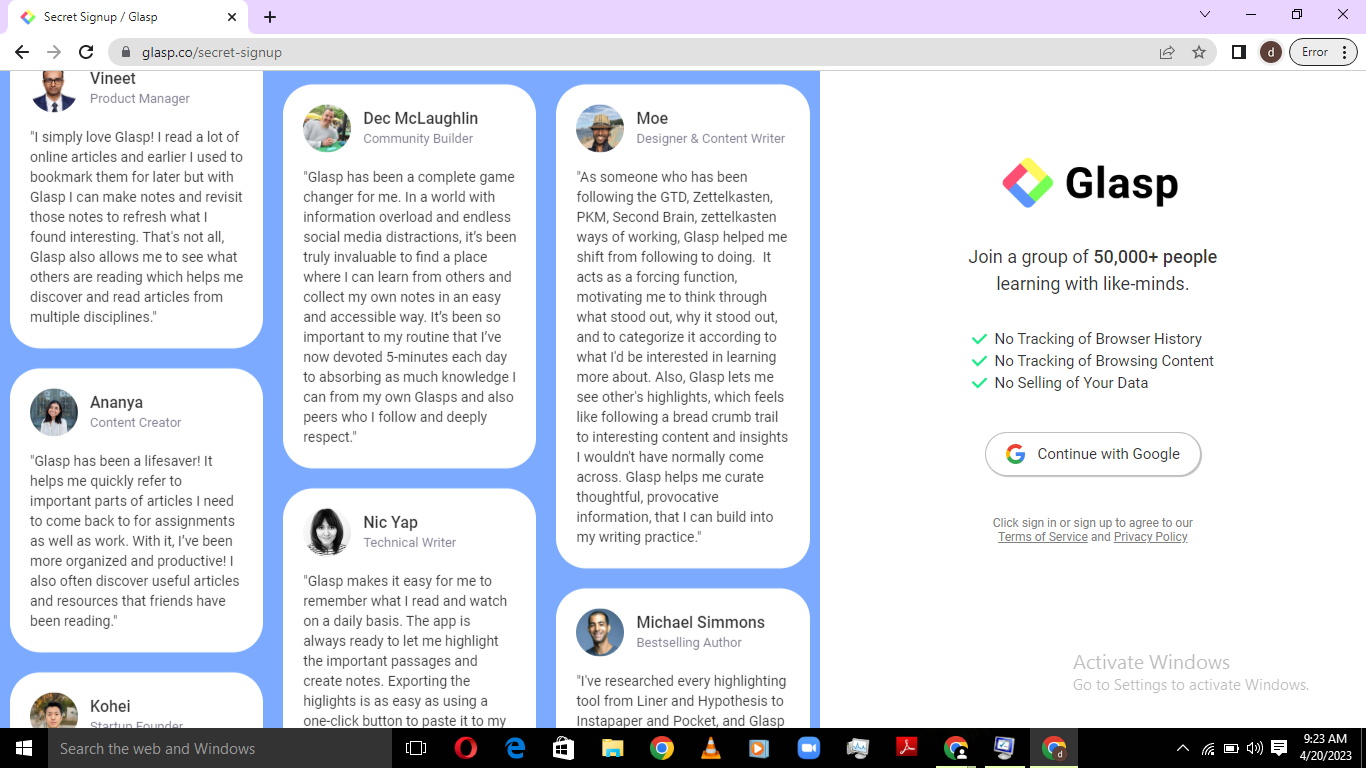 Secret Signup / Glasp
glasp.co/secret-signup
d
Error
Vineet
Product Manager
"I simply love Glasp! I read a lot of
online articles and earlier I used to
bookmark them for later but with
Glasp I can make notes and revisit
those notes to refresh what I
found interesting. That's not all,
Glasp also allows me to see what
others are reading which helps me
discover and read articles from
multiple disciplines."
Ananya
Content Creator
"Glasp has been a lifesaver! It
helps me quickly refer to
important parts of articles I need
to come back to for assignments
as well as work. With it, I've been
more organized and productive! I
also often discover useful articles
and resources that friends have
been reading."
Kohei
Startup Founder
Dec McLaughlin
Community Builder
"Glasp has been a complete game
changer for me. In a world with
information overload and endless
social media distractions, it's been
truly invaluable to find a place
where I can learn from others and
collect my own notes in an easy
and accessible way. It's been so
important to my routine that I've
now devoted 5-minutes each day
to absorbing as much knowledge I
can from my own Glasps and also
peers who I follow and deeply
respect."
Nic Yap
Technical Writer
"Glasp makes it easy for me to
remember what I read and watch
on a daily basis. The app is
always ready to let me highlight
the important passages and
create notes. Exporting the
higlights is as easy as using a
one-click button to paste it to my
Moe
Designer & Content Writer
"As someone who has been
following the GTD, Zettelkasten,
PKM, Second Brain, zettelkasten
ways of working, Glasp helped me
shift from following to doing.  It
acts as a forcing function,
motivating me to think through
what stood out, why it stood out,
and to categorize it according to
what I'd be interested in learning
more about. Also, Glasp lets me
see other's highlights, which feels
like following a bread crumb trail
to interesting content and insights
I wouldn't have normally come
across. Glasp helps me curate
thoughtful, provocative
information, that I can build into
my writing practice."
Michael Simmons
Bestselling Author
"I've researched every highlighting
tool from Liner and Hypothesis to
Instapaper and Pocket, and Glasp
Glasp
Join a group of 50,000+ people
learning with like-minds.
No Tracking of Browser History
No Tracking of Browsing Content
No Selling of Your Data
Continue with Google
Click sign in or sign up to agree to our
Terms of Service and Privacy Policy
Activate Windows
Go to Settings to activate Windows.
Search the web and Windows
d
9:23 AM
4/20/2023